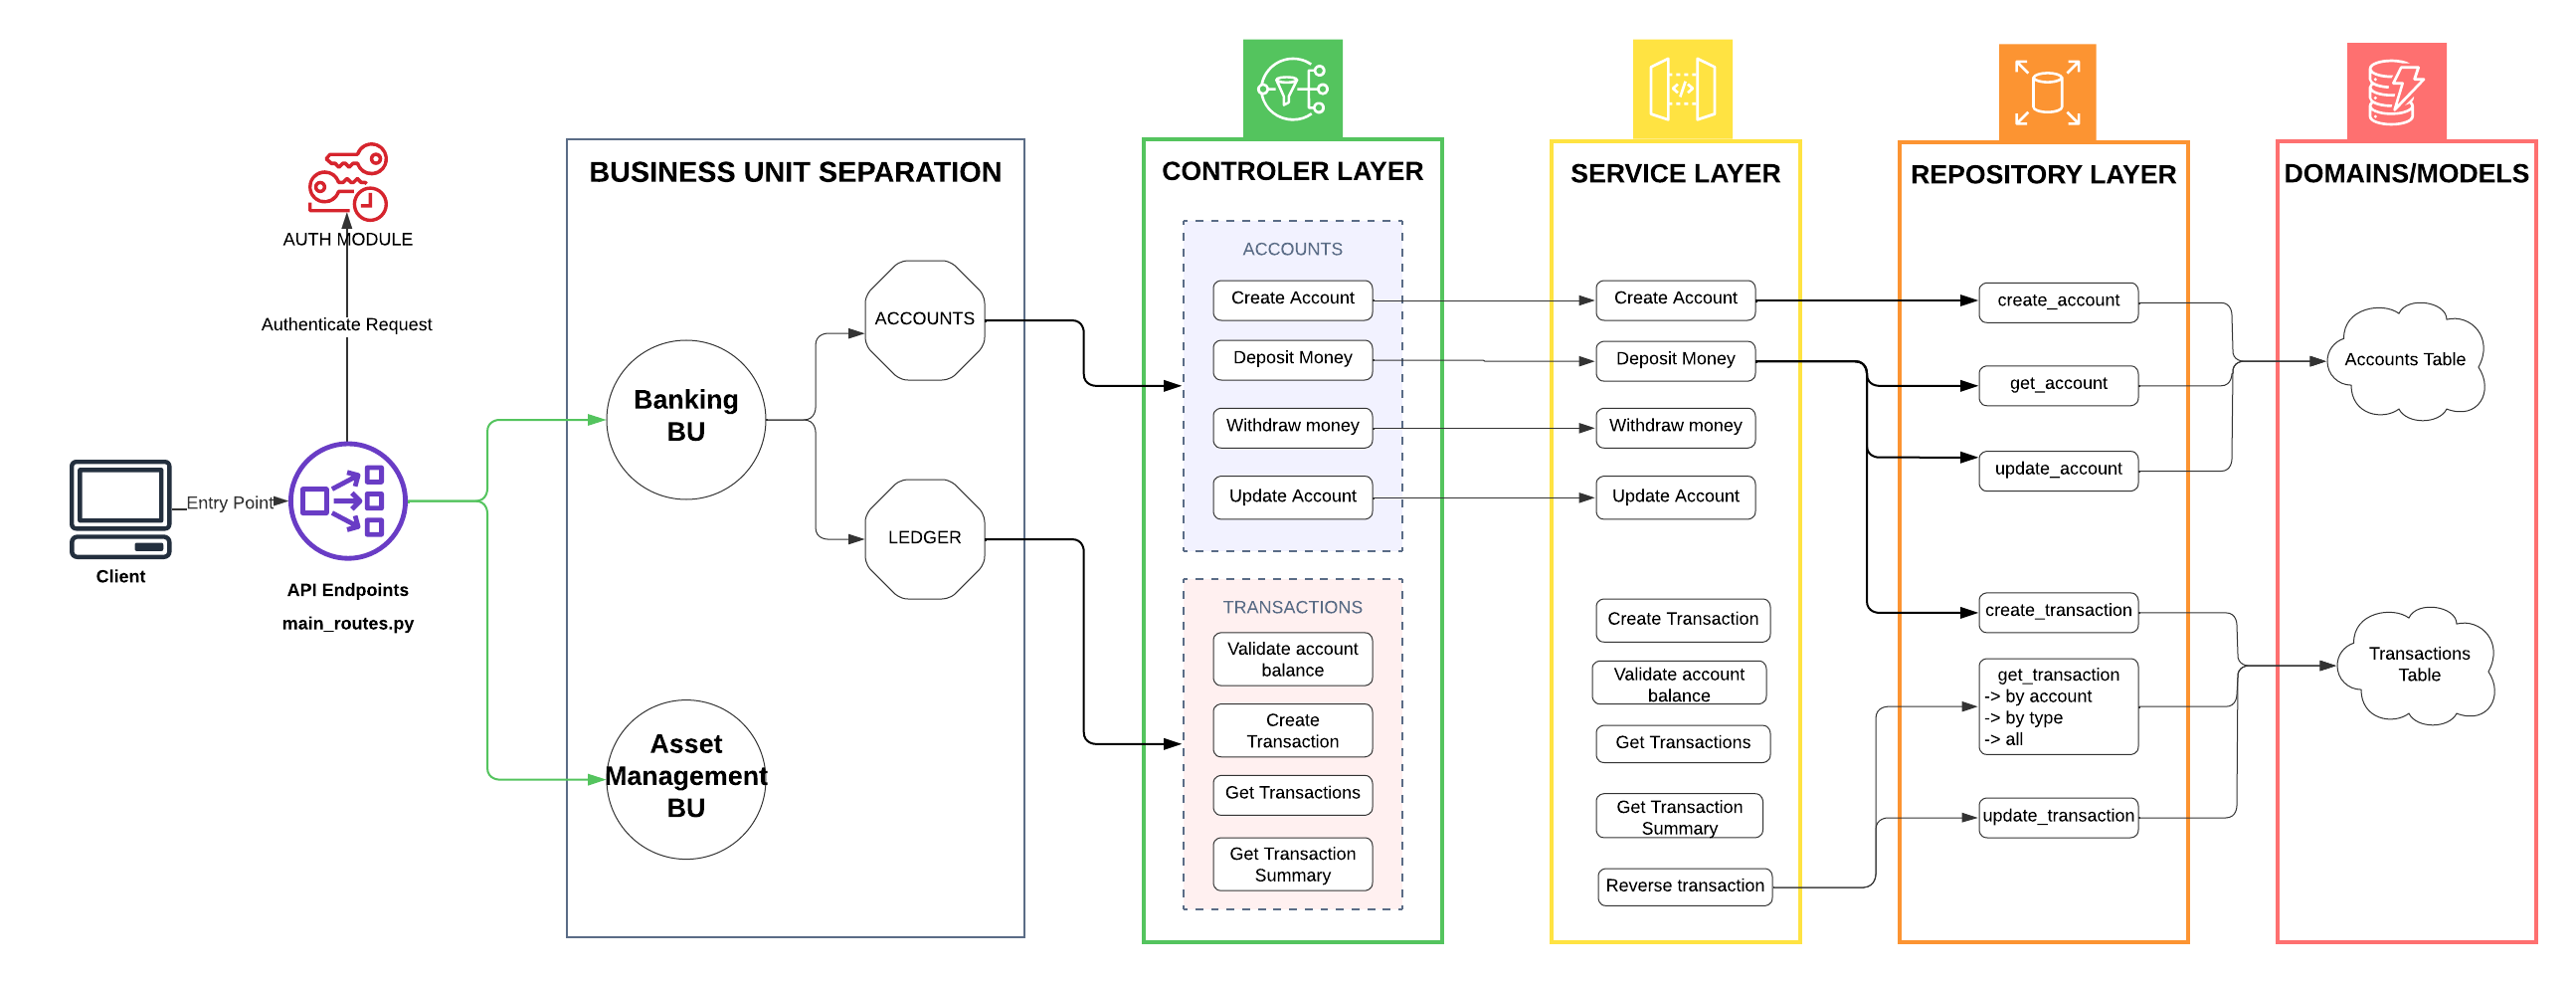 AUTH MODULE
Authenticate Request
Entry Point
Client
API Endpoints
main_routes.py
BUSINESS UNIT SEPARATION
Banking
BU
ACCOUNTS
LEDGER
Asset
Management
BU
CONTROLER LAYER
ACCOUNTS
Create Account
Deposit Money
Withdraw money
Update Account
TRANSACTIONS
Validate account
balance
Create
Transaction
Get Transactions
Get Transaction
Summary
SERVICE LAYER
Create Account
Deposit Money
Withdraw money
Update Account
Create Transaction
Validate account
balance
Get Transactions
Get Transaction
Summary
Reverse transaction
REPOSITORY LAYER
create_account
get_account
update_account
create_transaction
get_transaction
-> by account
-> by type
-> all
update_transaction
DOMAINS/MODELS
Accounts Table
Transactions
Table